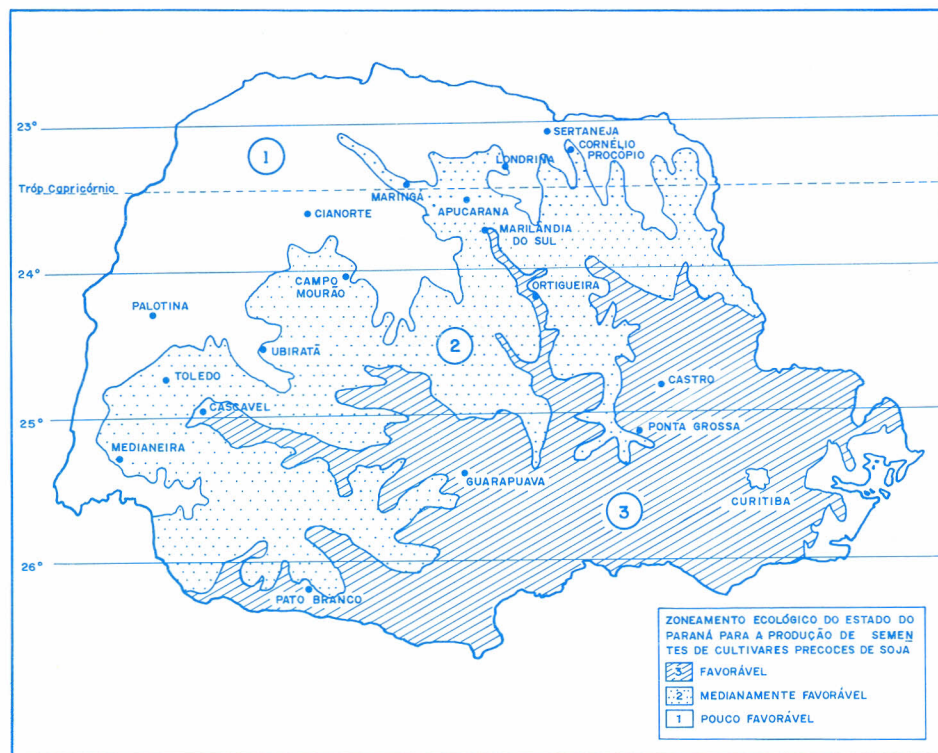 23°
SERTANEJA
CORNÉLIO
PROCÓPIO
1
LONDRINA
Tróp Capricórnio
MARINGÁ
APUCARANA
CIANORTE
MARILÂNDIA
DO SUL
24°
CAMPO
MOURÃO
ORTIGUEIRA
PALOTINA
2
UBIRATÃ
TOLEDO
CASTRO
CASCAVEL
25°
PONTA GROSSA
MEDIANEIRA
GUARAPUAVA
CURITIBA
3
26°
PATO BRANCO
ZONEAMENTO ECOLÓGICO DO ESTADO DO
PARANÁ PARA A PRODUÇÃO DE SEMEN
TES DE CULTIVARES PRECOCES DE SOJA
3 FAVORÁVEL
2 MEDIANAMENTE FAVORÁVEL
1 POUCO FAVORÁVEL